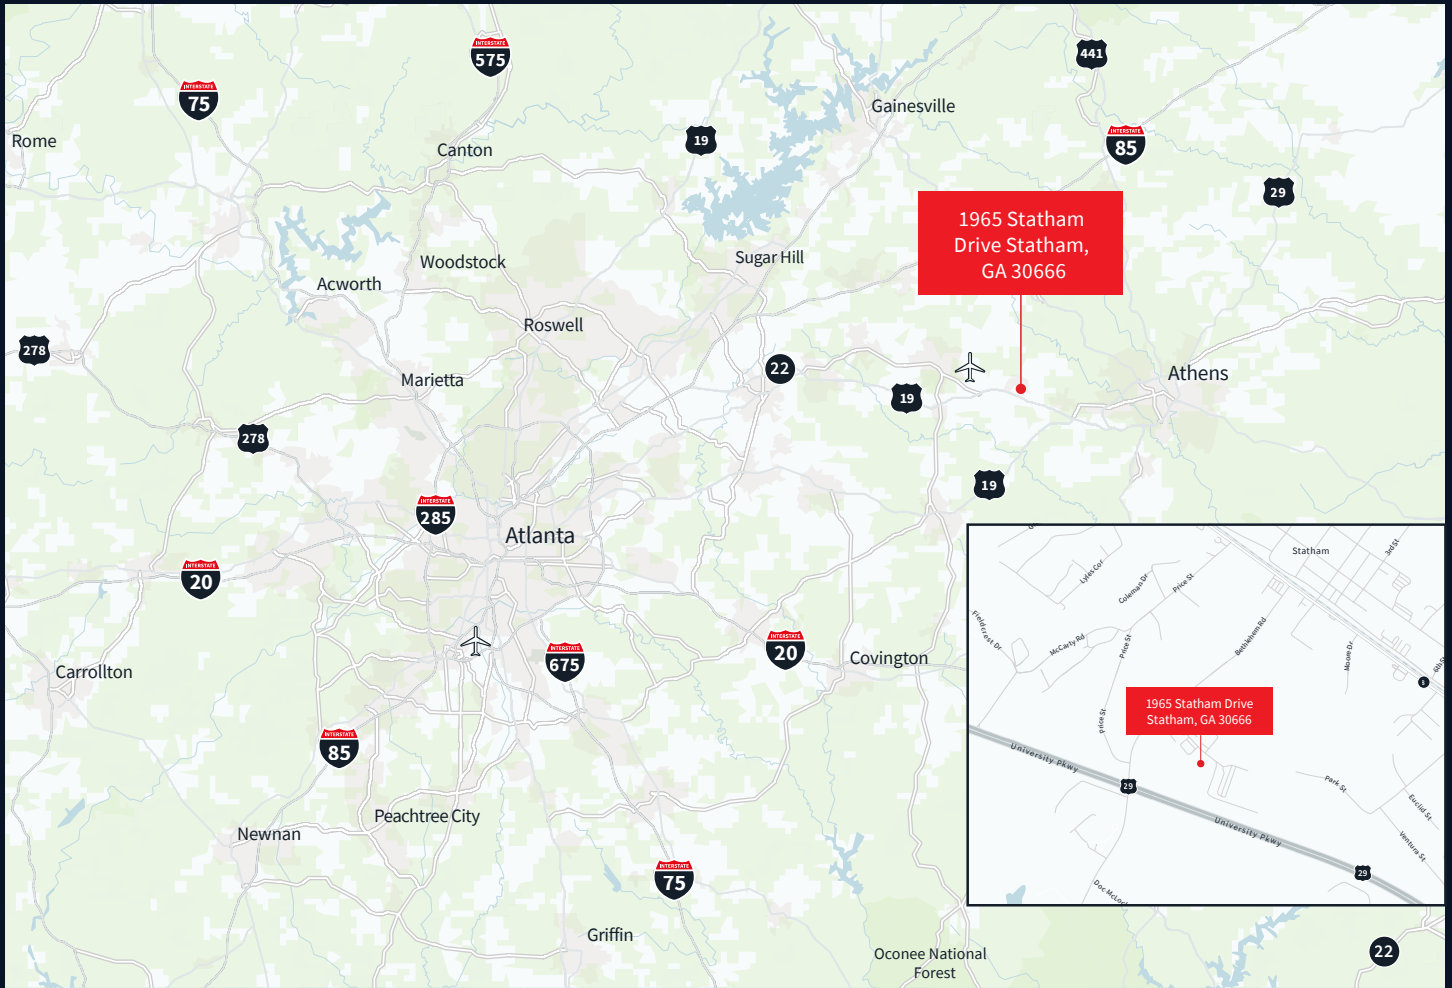 INTERSTATE
575
441
INTERSTATE
75
Gainesville
Rome
19
Canton
INTERSTATE
85
29
1965 Statham
Drive Statham,
GA 30666
Sugar Hill
Woodstock
Acworth
Roswell
278
22
Athens
Marietta
19
278
19
INTERSTATE
285
Atlanta
INTERSTATE
20
INTERSTATE
675
INTERSTATE
20
Covington
Carrollton
INTERSTATE
85
Peachtree City
Newnan
INTERSTATE
75
Griffin
Oconee National
Forest
22
Statham
3rd St
Lyles Cor
Coleman Dr
Price St
Fieldcrest Dr
McCarty Rd
Price St
Bethlehem Rd
Moore Dr
8
1965 Statham Drive
Statham, GA 30666
Price St
University Pkwy
29
Park St
Euclid St
University Pkwy
Ventura St
29